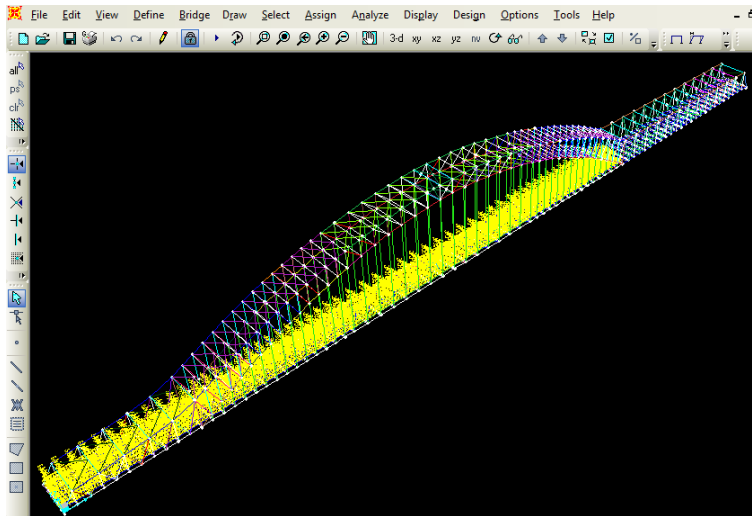 File Edit View Define Bridge Draw Select Assign Analyze Display Design Options Tools Help
3-d xy xz yz nv
all
ps
clr